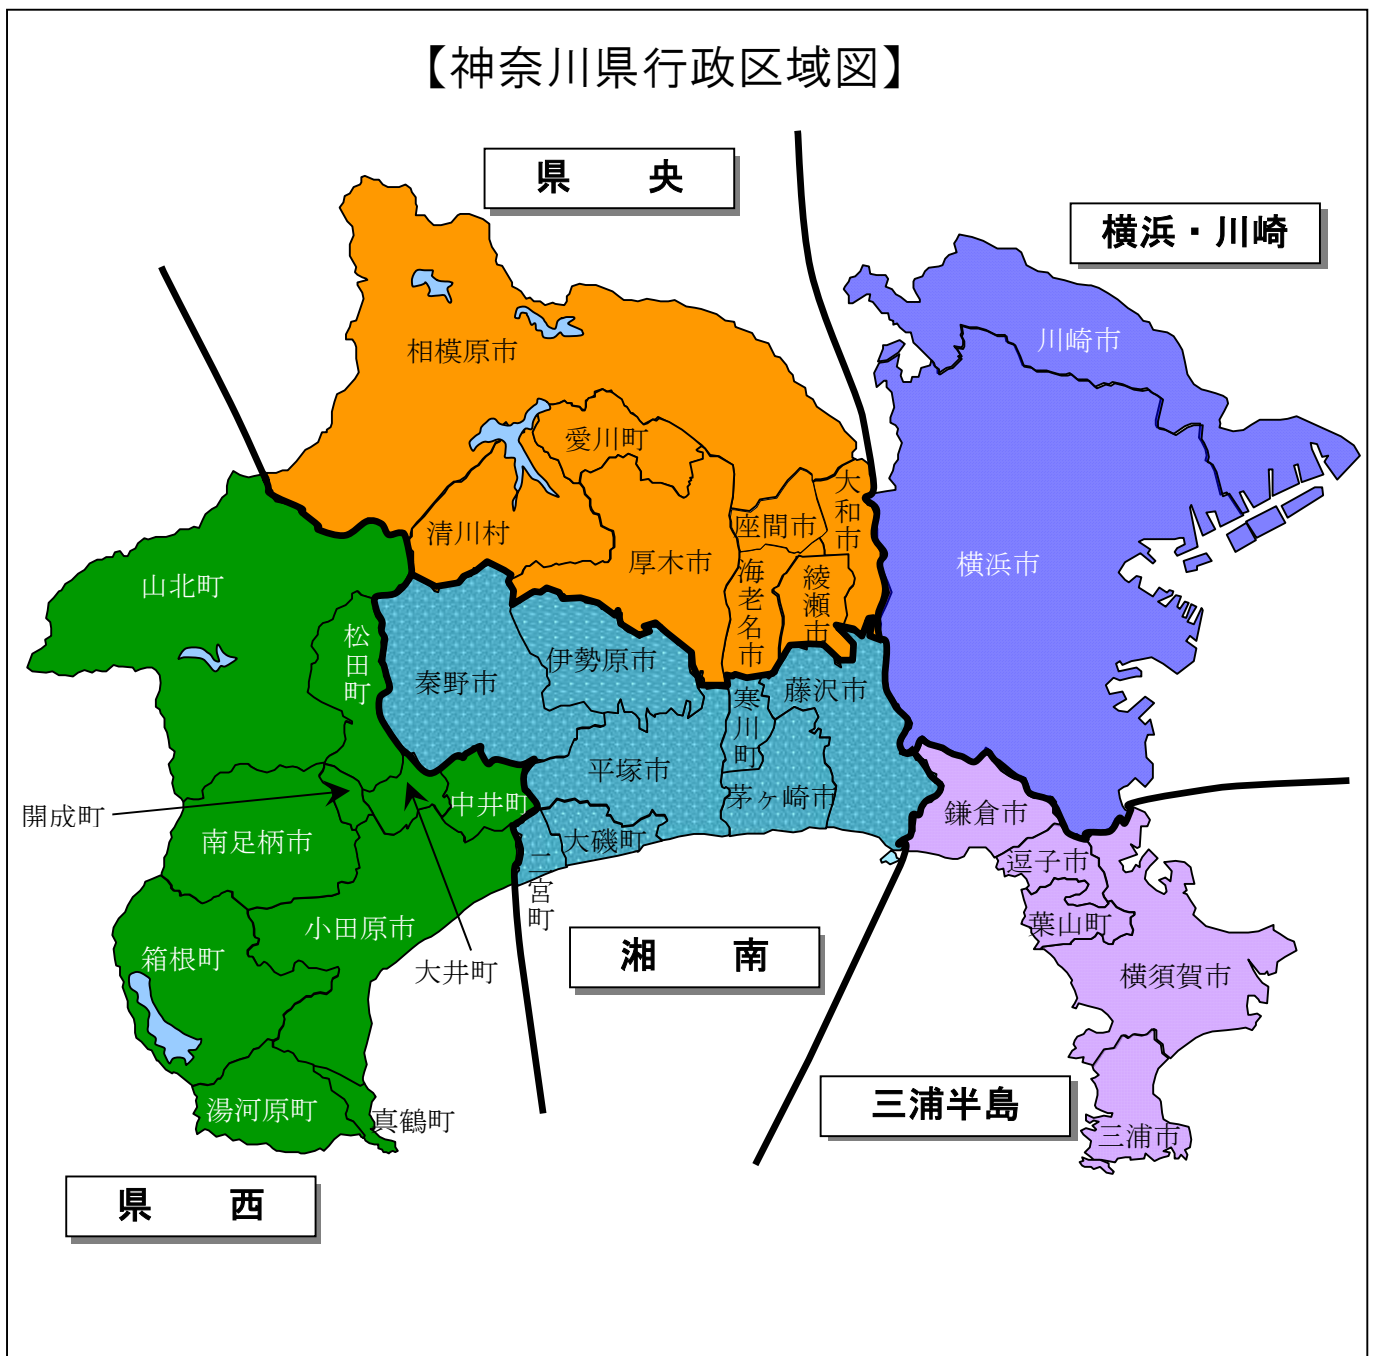 【神奈川県行政区域図】
県　央
横浜・川崎
川崎市
相模原市
愛川町
大和市
座間市
清川村
厚木市
横浜市
海老名市
綾瀬市
山北町
松田町
伊勢原市
秦野市
藤沢市
寒川町
平塚市
茅ヶ崎市
中井町
開成町
鎌倉市
南足柄市
大磯町
逗子市
二宮町
葉山町
小田原市
湘　南
箱根町
大井町
横須賀市
三浦半島
湯河原町
真鶴町
三浦市
県　西